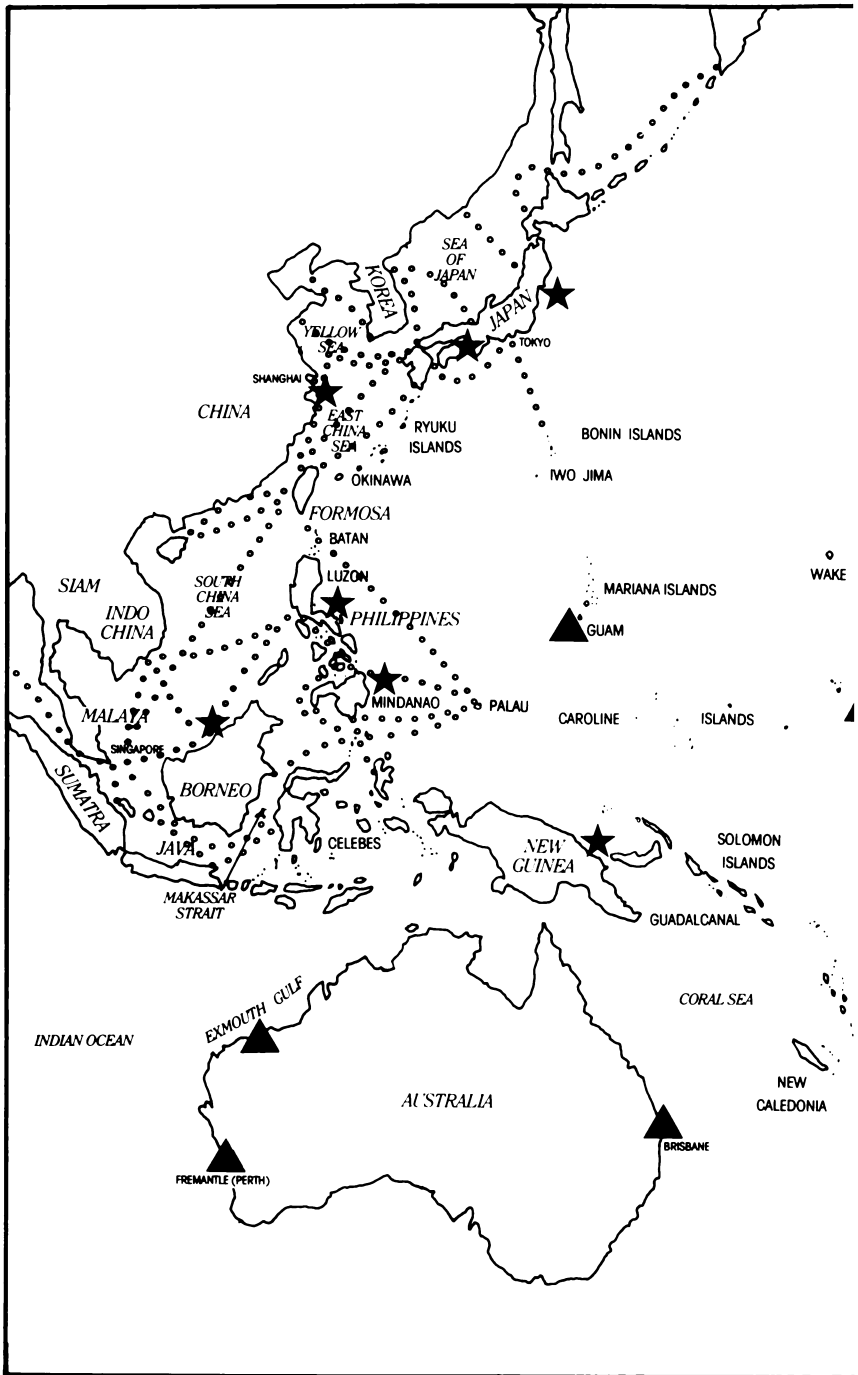 SEA
OF
JAPAN
KOREA
JAPAN
YELLOW
SEA
TOKYO
SHANGHAI
CHINA
EAST
CHINA
SEA
RYUKU
ISLANDS
BONIN ISLANDS
OKINAWA
IWO JIMA
FORMOSA
BATAN
LUZON
WAKE
SIAM
SOUTH
CHINA
SEA
MARIANA ISLANDS
INDO
CHINA
PHILIPPINES
GUAM
MINDANAO
PALAU
MALAYA
CAROLINE ISLANDS
SINGAPORE
SUMATRA
BORNEO
JAVA
CELEBES
NEW
GUINEA
SOLOMON
ISLANDS
MAKASSAR
STRAIT
GUADALCANAL
EXMOUTH GULF
CORAL SEA
INDIAN OCEAN
NEW
CALEDONIA
AUSTRALIA
BRISBANE
FREMANTLE (PERTH)